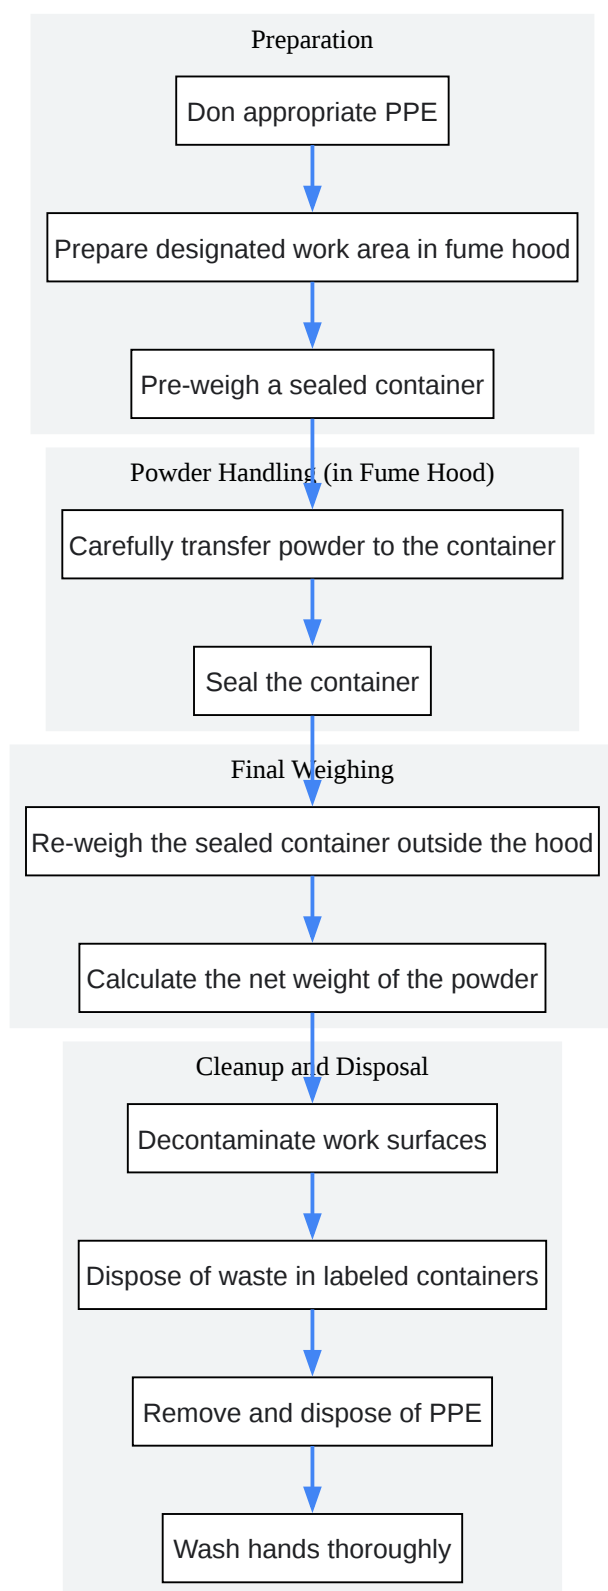 Preparation
Don appropriate PPE
Prepare designated work area in fume hood
Pre-weigh a sealed container
Powder Handling (in Fume Hood)
Carefully transfer powder to the container
Seal the container
Final Weighing
Re-weigh the sealed container outside the hood
Calculate the net weight of the powder
Cleanup and Disposal
Decontaminate work surfaces
Dispose of waste in labeled containers
Remove and dispose of PPE
Wash hands thoroughly